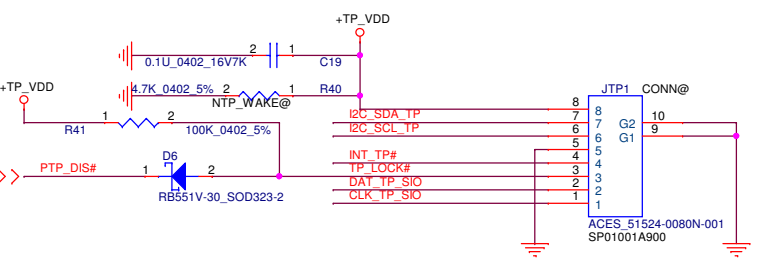 +TP_VDD
2 1
0.1U_0402_16V7K C19
+TP_VDD
4.7K_0402_5% 2 1 R40
NTP_WAKE@
JTP1 CONN@
1 2
R41 100K_0402_5%
8 8
I2C_SDA_TP 7 7
I2C_SCL_TP 6 6
5 5
INT_TP# 4 4
TP_LOCK# 3 3
DAT_TP_SIO 2 2
CLK_TP_SIO 1 1
G2 10
G1 9
PTP_DIS# 1 D6 2
RB551V-30_SOD323-2
ACES_51524-0080N-001
SP01001A900